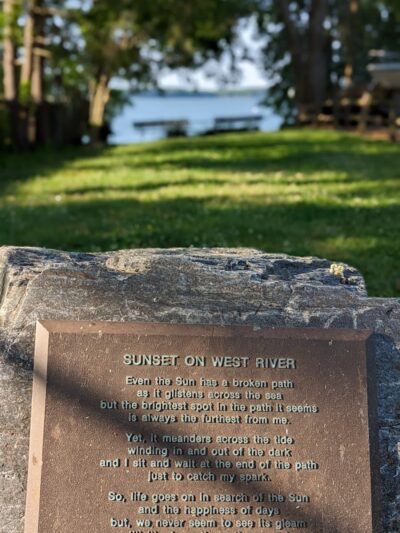 SUNSET ON WEST RIVER
Even the Sun has a broken path
as it glistens across the sea
but the brightest spot in the path it seems
is always the furthest from me.
Yet, it meanders across the tide
winding in and out of the dark
and I sit and wait at the end of the path
just to catch my spark.
So, life goes on in search of the Sun
and the happiness of days
but, we never seem to see its gleam